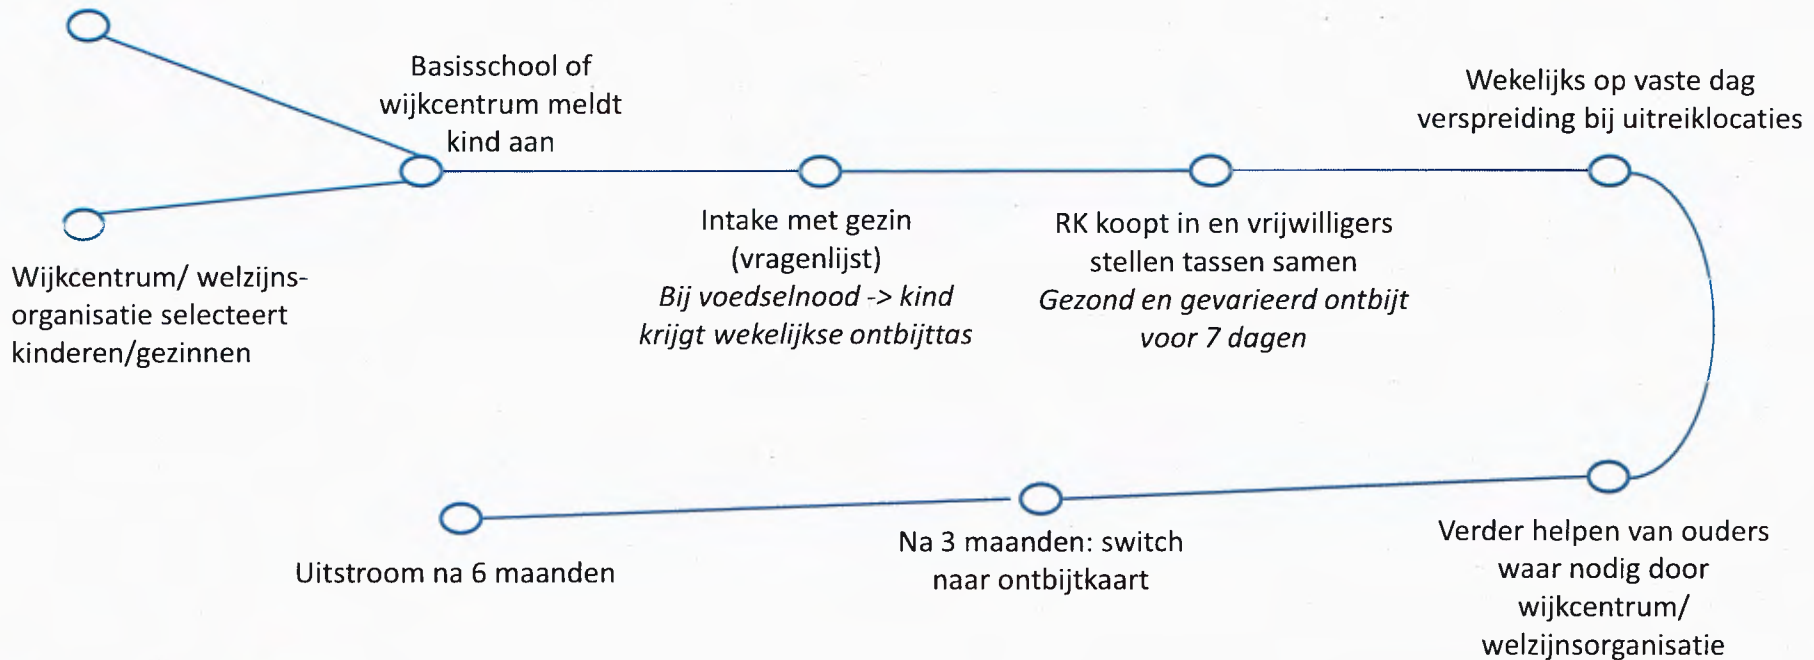 Basisschool of
wijkcentrum meldt
kind aan
Wekelijks op vaste dag
verspreiding bij uitreiklocaties
Wijkcentrum/ welzijns-
organisatie selecteert
kinderen/gezinnen
Intake met gezin
(vragenlijst)
Bij voedselnood -> kind
krijgt wekelijkse ontbijttas
RK koopt in en vrijwilligers
stellen tassen samen
Gezond en gevarieerd ontbijt
voor 7 dagen
Verder helpen van ouders
waar nodig door
wijkcentrum/
welzijnsorganisatie
Na 3 maanden: switch
naar ontbijtkaart
Uitstroom na 6 maanden